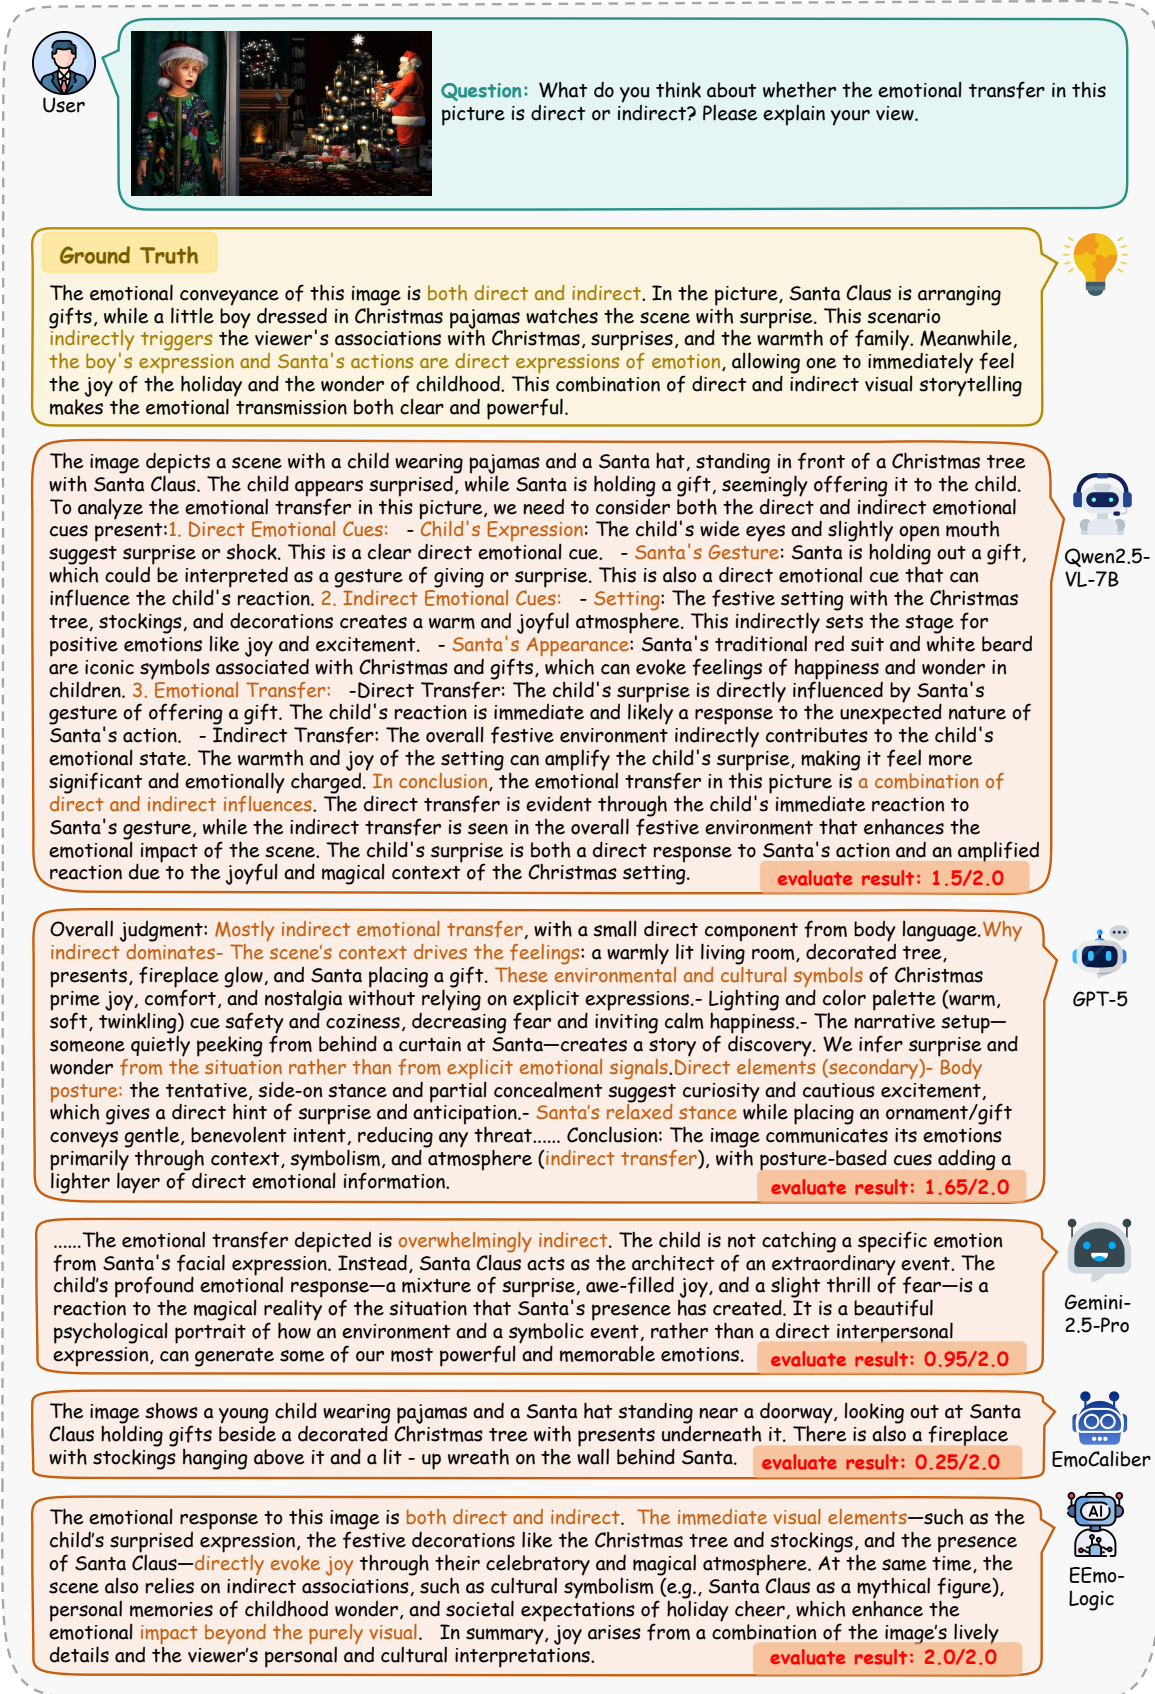 User
Question: What do you think about whether the emotional transfer in this
picture is direct or indirect? Please explain your view.
Ground Truth
The emotional conveyance of this image is both direct and indirect. In the picture, Santa Claus is arranging
gifts, while a little boy dressed in Christmas pajamas watches the scene with surprise. This scenario
indirectly triggers the viewer's associations with Christmas, surprises, and the warmth of family. Meanwhile,
the boy's expression and Santa's actions are direct expressions of emotion, allowing one to immediately feel
the joy of the holiday and the wonder of childhood. This combination of direct and indirect visual storytelling
makes the emotional transmission both clear and powerful.
The image depicts a scene with a child wearing pajamas and a Santa hat, standing in front of a Christmas tree
with Santa Claus. The child appears surprised, while Santa is holding a gift, seemingly offering it to the child.
To analyze the emotional transfer in this picture, we need to consider both the direct and indirect emotional
cues present:1. Direct Emotional Cues: - Child's Expression: The child's wide eyes and slightly open mouth
suggest surprise or shock. This is a clear direct emotional cue. - Santa's Gesture: Santa is holding out a gift,
which could be interpreted as a gesture of giving or surprise. This is also a direct emotional cue that can
influence the child's reaction. 2. Indirect Emotional Cues: - Setting: The festive setting with the Christmas
tree, stockings, and decorations creates a warm and joyful atmosphere. This indirectly sets the stage for
positive emotions like joy and excitement. - Santa's Appearance: Santa's traditional red suit and white beard
are iconic symbols associated with Christmas and gifts, which can evoke feelings of happiness and wonder in
children. 3. Emotional Transfer: -Direct Transfer: The child's surprise is directly influenced by Santa's
gesture of offering a gift. The child's reaction is immediate and likely a response to the unexpected nature of
Santa's action. - Indirect Transfer: The overall festive environment indirectly contributes to the child's
emotional state. The warmth and joy of the setting can amplify the child's surprise, making it feel more
significant and emotionally charged. In conclusion, the emotional transfer in this picture is a combination of
direct and indirect influences. The direct transfer is evident through the child's immediate reaction to
Santa's gesture, while the indirect transfer is seen in the overall festive environment that enhances the
emotional impact of the scene. The child's surprise is both a direct response to Santa's action and an amplified
reaction due to the joyful and magical context of the Christmas setting.
evaluate result: 1.5/2.0
Qwen2.5-
VL-7B
Overall judgment: Mostly indirect emotional transfer, with a small direct component from body language.Why
indirect dominates- The scene's context drives the feelings: a warmly lit living room, decorated tree,
presents, fireplace glow, and Santa placing a gift. These environmental and cultural symbols of Christmas
prime joy, comfort, and nostalgia without relying on explicit expressions.- Lighting and color palette (warm,
soft, twinkling) cue safety and coziness, decreasing fear and inviting calm happiness.- The narrative setup—
someone quietly peeking from behind a curtain at Santa—creates a story of discovery. We infer surprise and
wonder from the situation rather than from explicit emotional signals.Direct elements (secondary)- Body
posture: the tentative, side-on stance and partial concealment suggest curiosity and cautious excitement,
which gives a direct hint of surprise and anticipation.- Santa's relaxed stance while placing an ornament/gift
conveys gentle, benevolent intent, reducing any threat...... Conclusion: The image communicates its emotions
primarily through context, symbolism, and atmosphere (indirect transfer), with posture-based cues adding a
lighter layer of direct emotional information.
evaluate result: 1.65/2.0
GPT-5
......The emotional transfer depicted is overwhelmingly indirect. The child is not catching a specific emotion
from Santa's facial expression. Instead, Santa Claus acts as the architect of an extraordinary event. The
child's profound emotional response—a mixture of surprise, awe-filled joy, and a slight thrill of fear—is a
reaction to the magical reality of the situation that Santa's presence has created. It is a beautiful
psychological portrait of how an environment and a symbolic event, rather than a direct interpersonal
expression, can generate some of our most powerful and memorable emotions.
evaluate result: 0.95/2.0
Gemini-
2.5-Pro
The image shows a young child wearing pajamas and a Santa hat standing near a doorway, looking out at Santa
Claus holding gifts beside a decorated Christmas tree with presents underneath it. There is also a fireplace
with stockings hanging above it and a lit - up wreath on the wall behind Santa.
evaluate result: 0.25/2.0
EmoCaliber
The emotional response to this image is both direct and indirect. The immediate visual elements—such as the
child's surprised expression, the festive decorations like the Christmas tree and stockings, and the presence
of Santa Claus—directly evoke joy through their celebratory and magical atmosphere. At the same time, the
scene also relies on indirect associations, such as cultural symbolism (e.g., Santa Claus as a mythical figure),
personal memories of childhood wonder, and societal expectations of holiday cheer, which enhance the
emotional impact beyond the purely visual. In summary, joy arises from a combination of the image's lively
details and the viewer's personal and cultural interpretations.
evaluate result: 2.0/2.0
AI
EEmo-
Logic